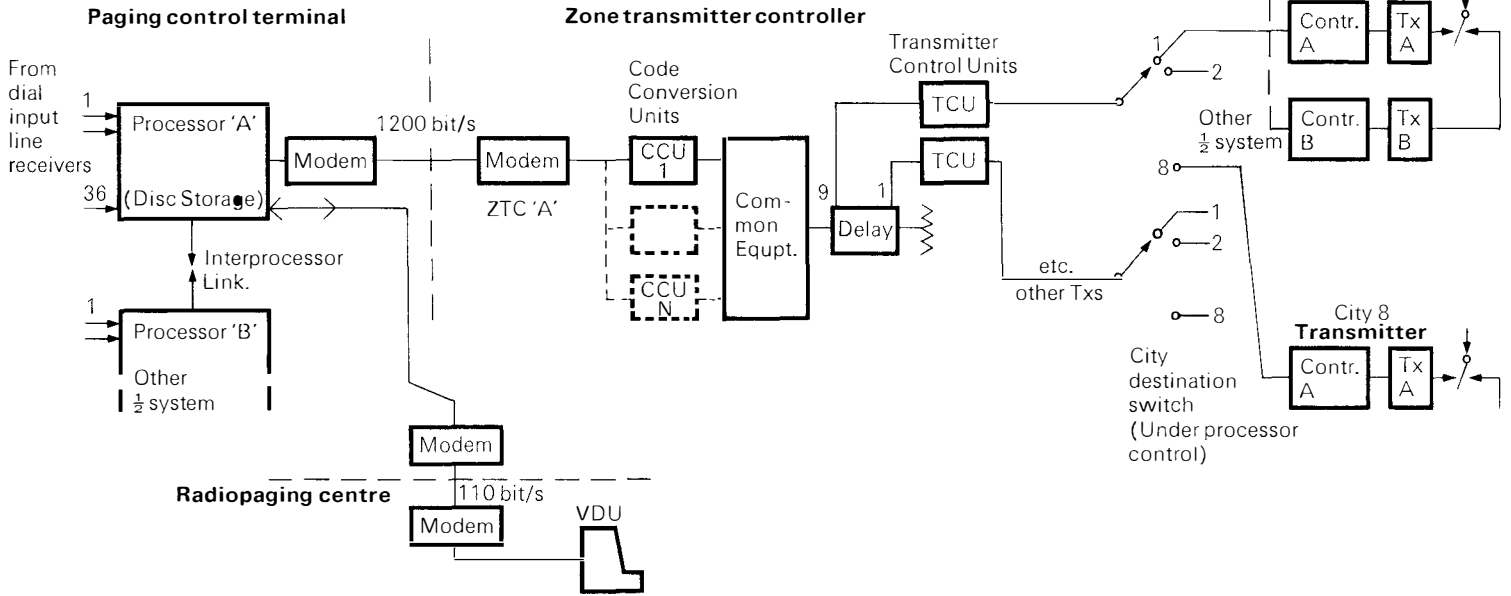 Paging control terminal
Zone transmitter controller
From
dial
input
line
receivers
1
36
Processor 'A'
(Disc Storage)
Modem
1200 bit/s
Modem
ZTC 'A'
Code
Conversion
Units
CCU
1
CCU
N
Com-
mon
Equpt.
9
1
Delay
Transmitter
Control Units
TCU
TCU
1
2
8
1
2
8
etc.
other Txs
City
destination
switch
(Under processor
control)
Contr.
A
Tx
A
Other
½ system
Contr.
B
Tx
B
City 8
Transmitter
Contr.
A
Tx
A
Interprocessor
Link.
1
Processor 'B'
Other
½ system
Modem
Radiopaging centre
110 bit/s
Modem
VDU